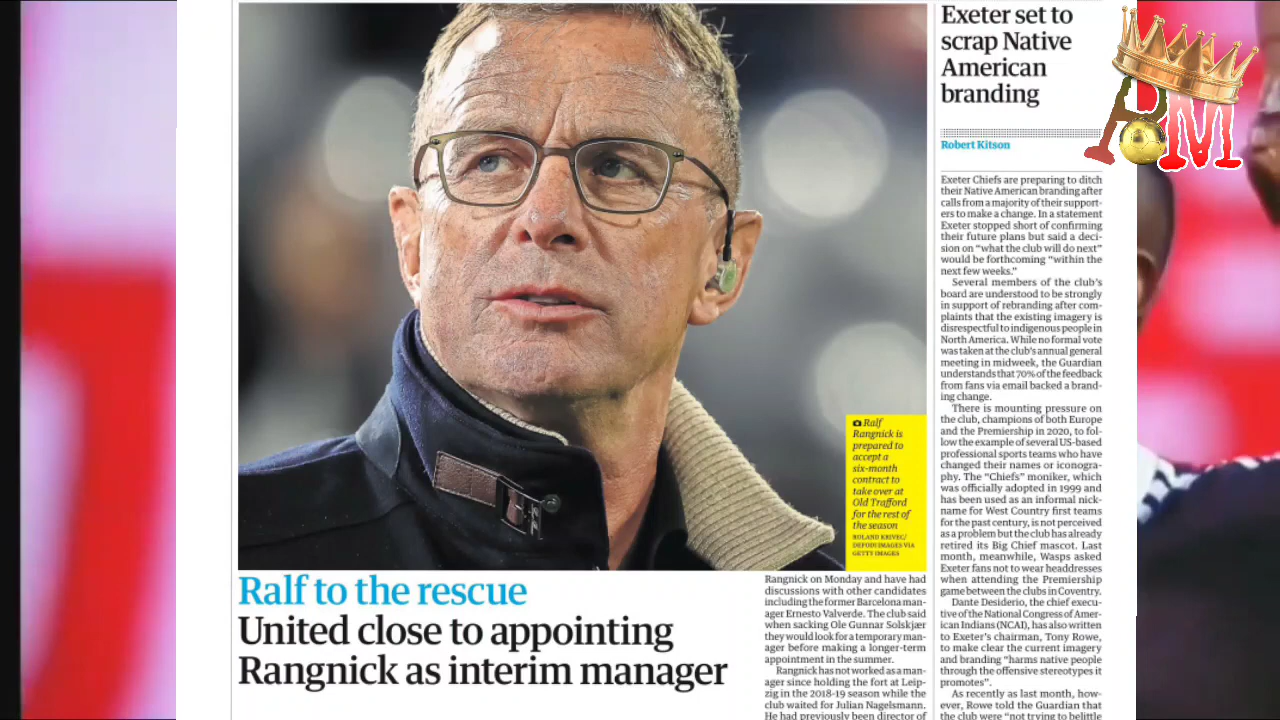 Ralf
Rangnick is
prepared to
accept a
six-month
contract to
take over at
Old Trafford
for the rest of
the season
ROLAND KRIVEC/
DEFODI IMAGES VIA
GETTY IMAGES
Ralf to the rescue
United close to appointing
Rangnick as interim manager
Rangnick on Monday and have had
discussions with other candidates
including the former Barcelona man-
ager Ernesto Valverde. The club said
when sacking Ole Gunnar Solskjær
they would look for a temporary man-
ager before making a longer-term
appointment in the summer.
Rangnick has not worked as a man-
ager since holding the fort at Leip-
zig in the 2018-19 season while the
club waited for Julian Nagelsmann.
He had previously been director of
Exeter set to
scrap Native
American
branding
Robert Kitson
Exeter Chiefs are preparing to ditch
their Native American branding after
calls from a majority of their support-
ers to make a change. In a statement
Exeter stopped short of confirming
their future plans but said a deci-
sion on “what the club will do next”
would be forthcoming “within the
next few weeks.”
Several members of the club’s
board are understood to be strongly
in support of rebranding after com-
plaints that the existing imagery is
disrespectful to indigenous people in
North America. While no formal vote
was taken at the club’s annual general
meeting in midweek, the Guardian
understands that 70% of the feedback
from fans via email backed a brand-
ing change.
There is mounting pressure on
the club, champions of both Europe
and the Premiership in 2020, to fol-
low the example of several US-based
professional sports teams who have
changed their names or iconogra-
phy. The “Chiefs” moniker, which
was officially adopted in 1999 and
has been used as an informal nick-
name for West Country first teams
for the past century, is not perceived
as a problem but the club has already
retired its Big Chief mascot. Last
month, meanwhile, Wasps asked
Exeter fans not to wear headdresses
when attending the Premiership
game between the clubs in Coventry.
Dante Desiderio, the chief execu-
tive of the National Congress of Amer-
ican Indians (NCAI), has also written
to Exeter’s chairman, Tony Rowe,
to make clear the current imagery
and branding “harms native people
through the offensive stereotypes it
promotes”.
As recently as last month, how-
ever, Rowe told the Guardian that
the club were “not trying to belittle